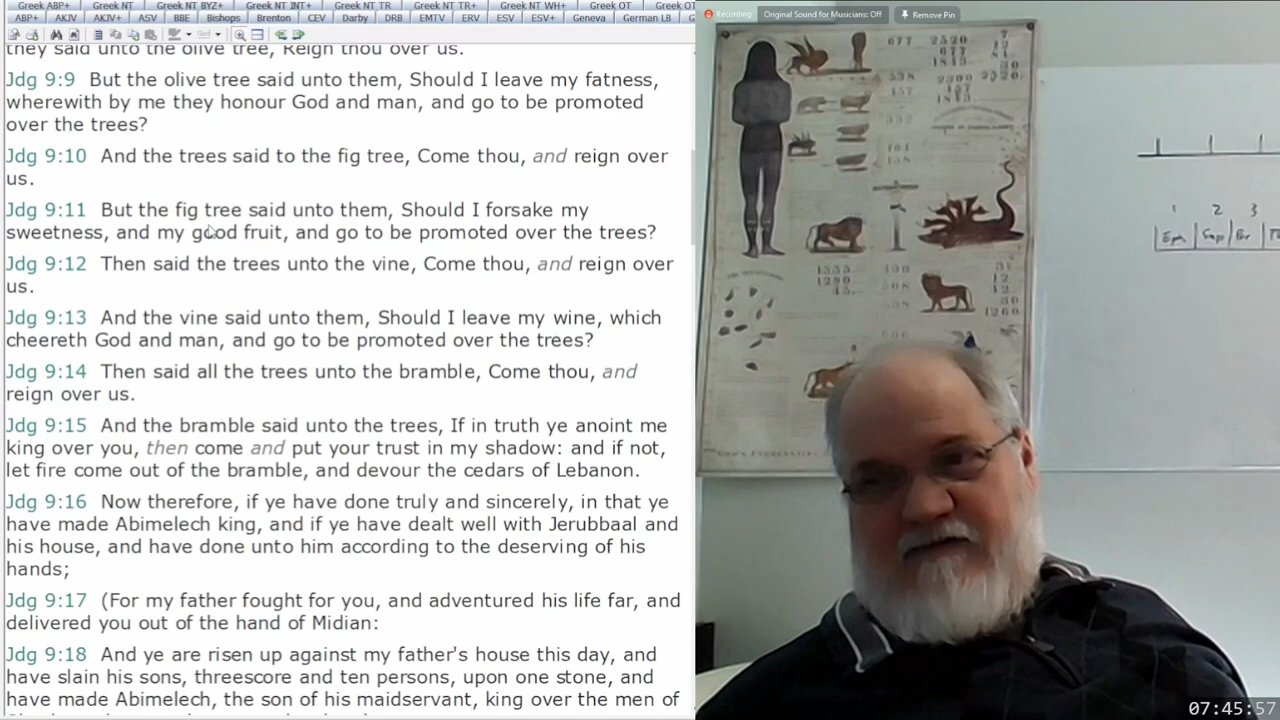 Greek ABP+ Greek NT Greek NT BYZ+ Greek NT INT+ Greek NT TR Greek NT TR+ Greek NT WH+ Greek OT Greek OT
ABP+ AKJV AKJV+ ASV BBE Bishops Brenton CEV Darby DRB EMTV ERV ESV ESV+ Geneva German LB
they said unto the olive tree, Reign thou over us.
Jdg 9:9 But the olive tree said unto them, Should I leave my fatness,
wherewith by me they honour God and man, and go to be promoted
over the trees?
Jdg 9:10 And the trees said to the fig tree, Come thou, and reign over
us.
Jdg 9:11 But the fig tree said unto them, Should I forsake my
sweetness, and my good fruit, and go to be promoted over the trees?
Jdg 9:12 Then said the trees unto the vine, Come thou, and reign over
us.
Jdg 9:13 And the vine said unto them, Should I leave my wine, which
cheereth God and man, and go to be promoted over the trees?
Jdg 9:14 Then said all the trees unto the bramble, Come thou, and
reign over us.
Jdg 9:15 And the bramble said unto the trees, If in truth ye anoint me
king over you, then come and put your trust in my shadow: and if not,
let fire come out of the bramble, and devour the cedars of Lebanon.
Jdg 9:16 Now therefore, if ye have done truly and sincerely, in that ye
have made Abimelech king, and if ye have dealt well with Jerubbaal and
his house, and have done unto him according to the deserving of his
hands;
Jdg 9:17 (For my father fought for you, and adventured his life far, and
delivered you out of the hand of Midian:
Jdg 9:18 And ye are risen up against my father's house this day, and
have slain his sons, threescore and ten persons, upon one stone, and
have made Abimelech, the son of his maidservant, king over the men of
Recording
Original Sound for Musicians: Off
Remove Pin
677
2520
677
1843
538
2300
457
1335
1290
45
508
538
12
42
30
1260
1 2 3
07:45:57